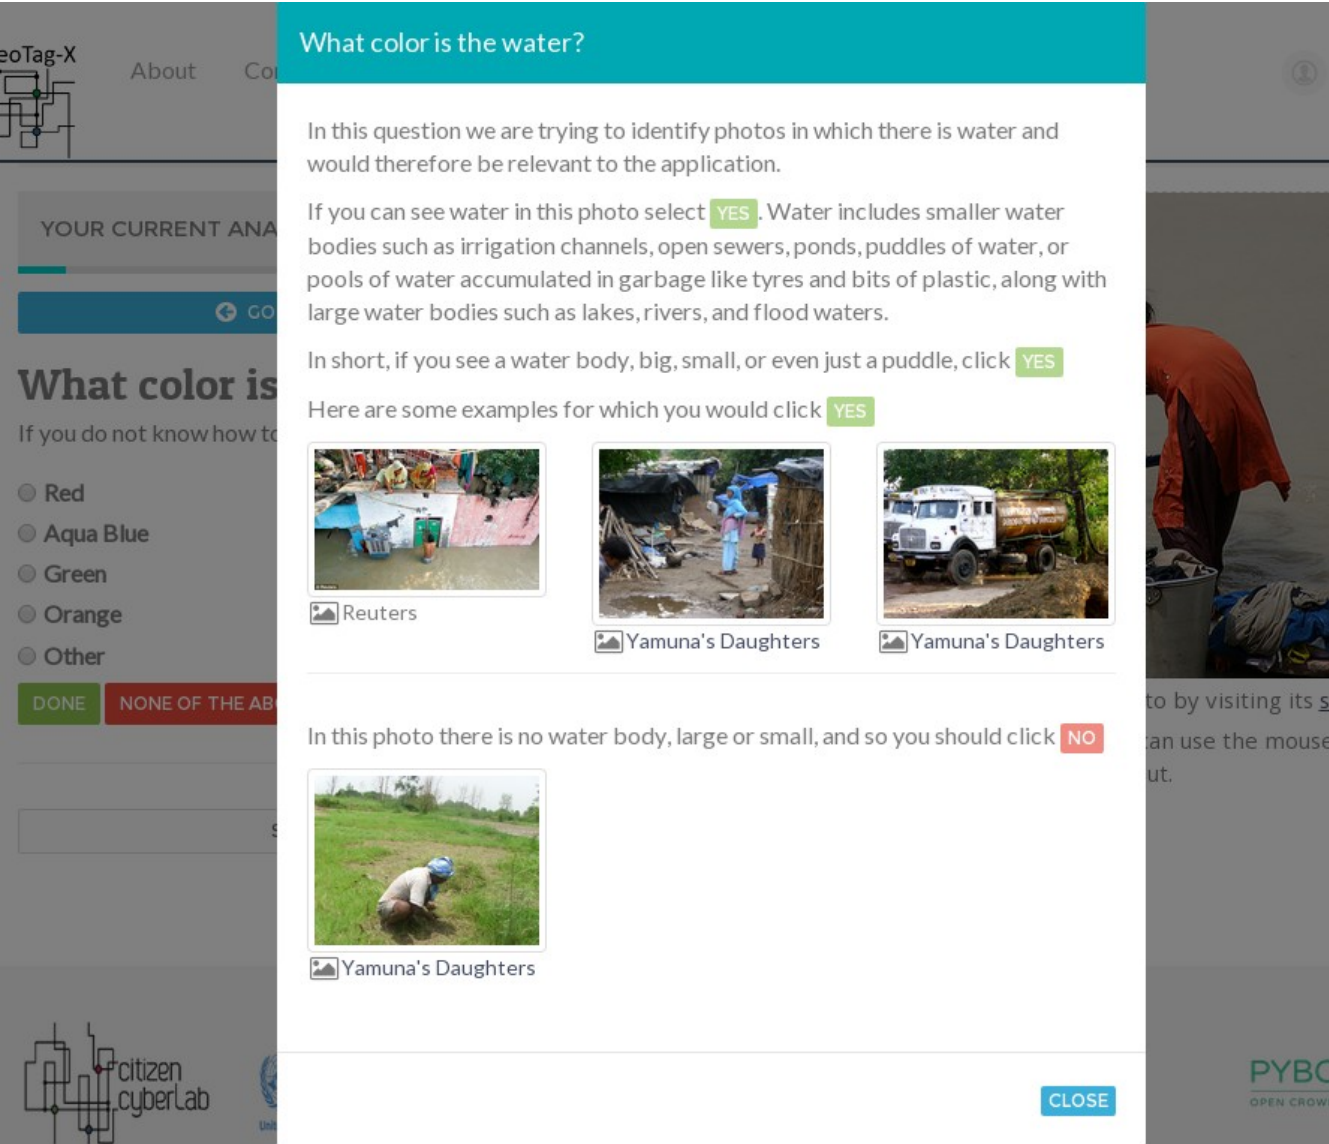 What color is the water?
eoTag-X
About
YOUR CURRENT ANA
What color is
If you do not know how to
Red
Aqua Blue
Green
Orange
Other
DONE
NONE OF THE AB
In this question we are trying to identify photos in which there is water and
would therefore be relevant to the application.
If you can see water in this photo select YES . Water includes smaller water
bodies such as irrigation channels, open sewers, ponds, puddles of water, or
pools of water accumulated in garbage like tyres and bits of plastic, along with
large water bodies such as lakes, rivers, and flood waters.
In short, if you see a water body, big, small, or even just a puddle, click YES
Here are some examples for which you would click YES
Reuters
Yamuna's Daughters
Yamuna's Daughters
In this photo there is no water body, large or small, and so you should click NO
Yamuna's Daughters
CLOSE
to by visiting its
can use the mouse
ut.
citizen
cyberlab
PYBO
OPEN CROW